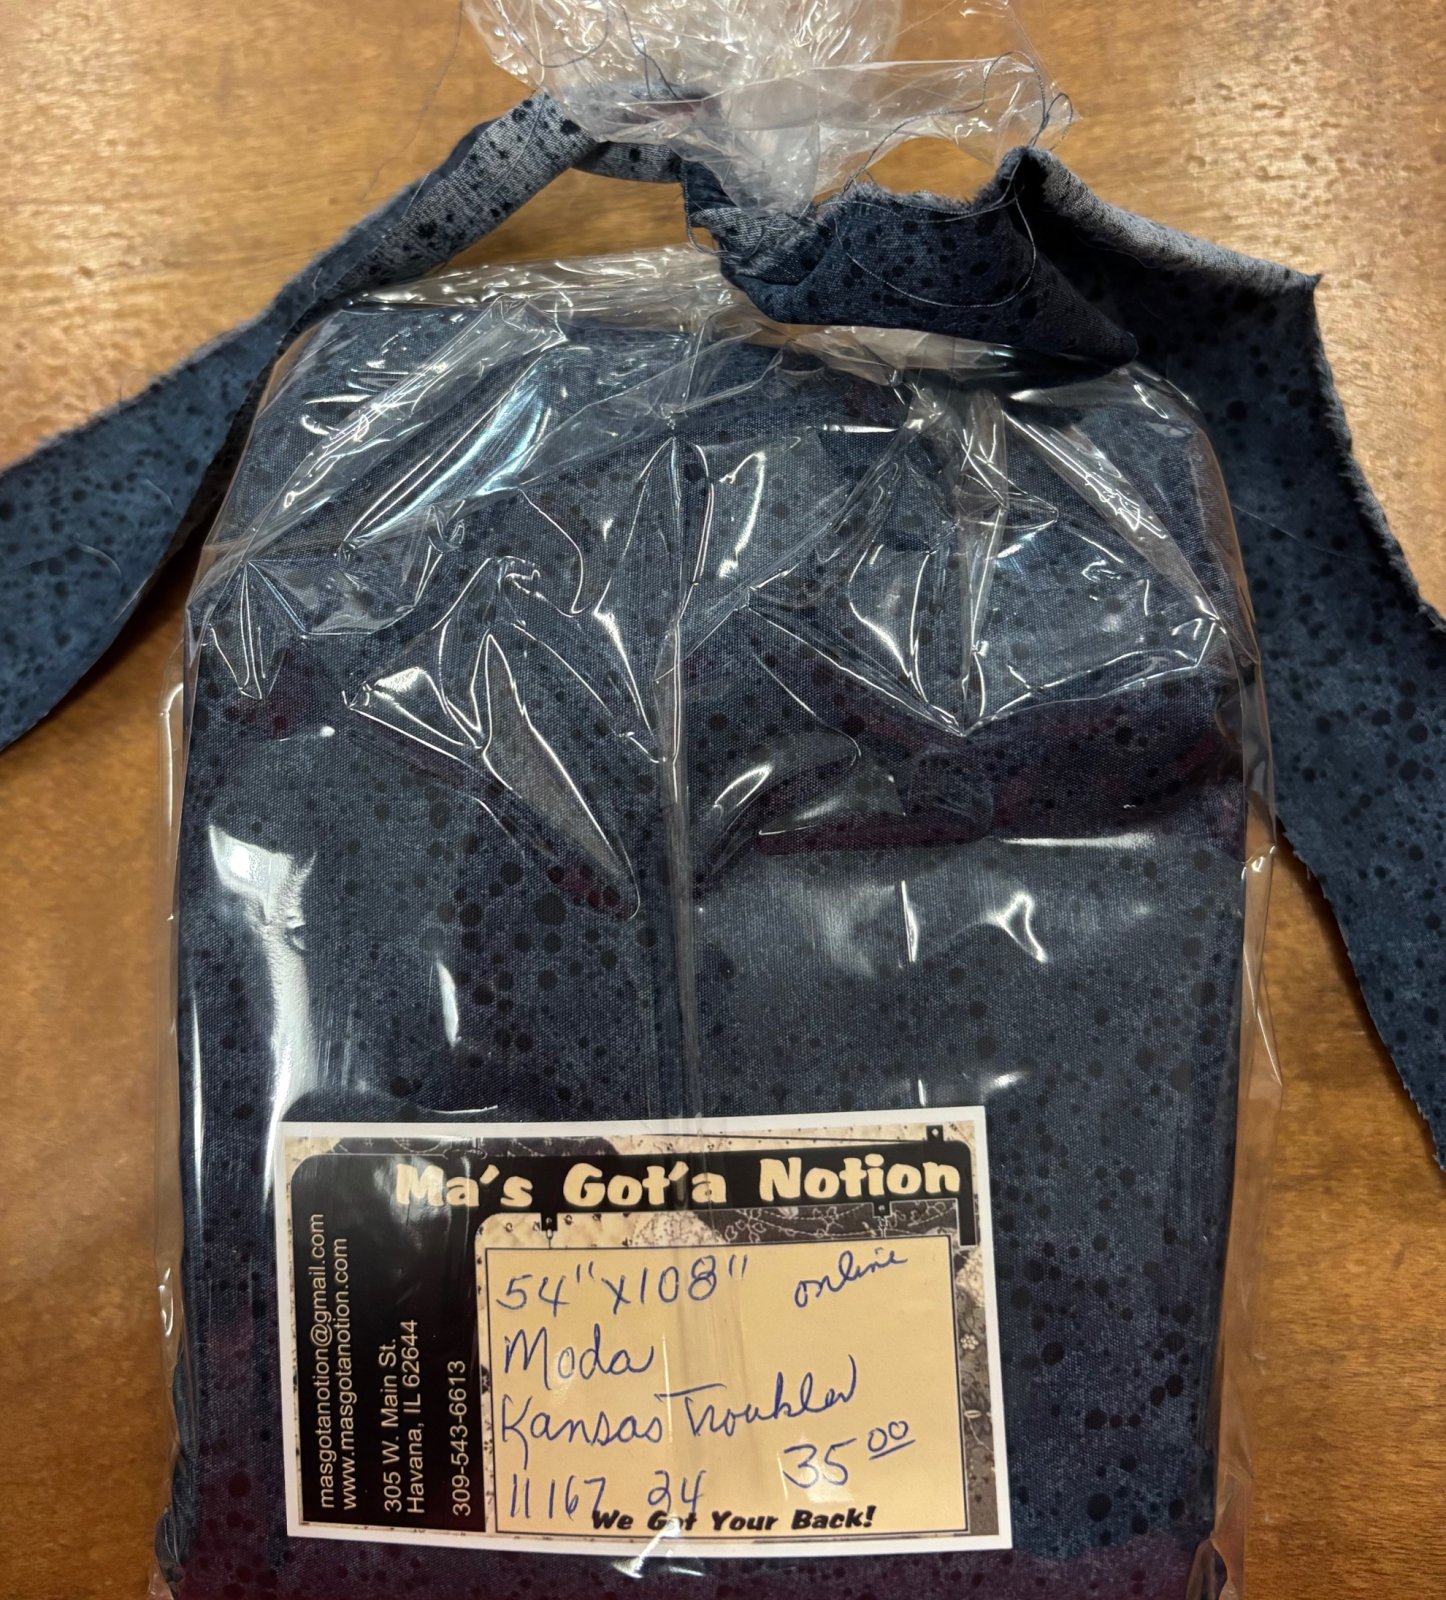 Ma's Got'a Notion
masgotanotion@gmail.com
www.masgotanotion.com
305 W. Main St.
Havana, IL 62644
309-543-6613
54" x 108" online
Moda
Kansas Troubles
11167 24 35.00
We Got Your Back!